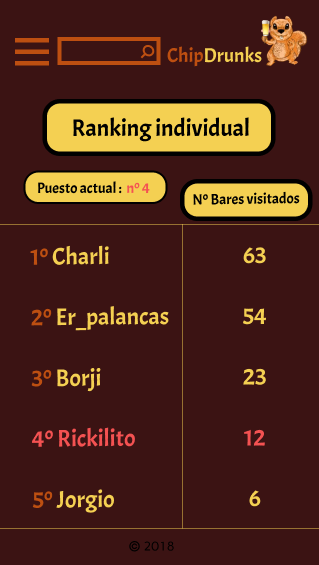 ChipDrunks
Ranking individual
Puesto actual : nº 4
Nº Bares visitados
1º Charli 63
2º Er_palancas 54
3º Borji 23
4º Rickilito 12
5º Jorgio 6
© 2018